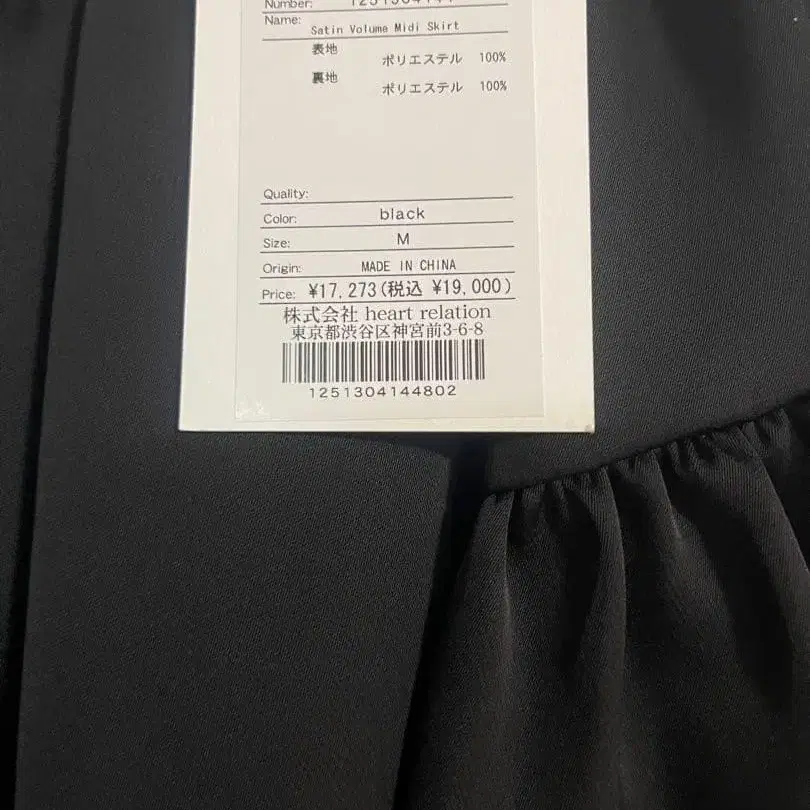 Number:
Name:
Satin Volume Midi Skirt
表地
ポリエステル 100%
裏地
ポリエステル 100%
Quality:
Color: black
Size: M
Origin: MADE IN CHINA
Price: ¥17,273(税込 ¥19,000)
株式会社 heart relation
東京都渋谷区神宮前3-6-8
1251304144802